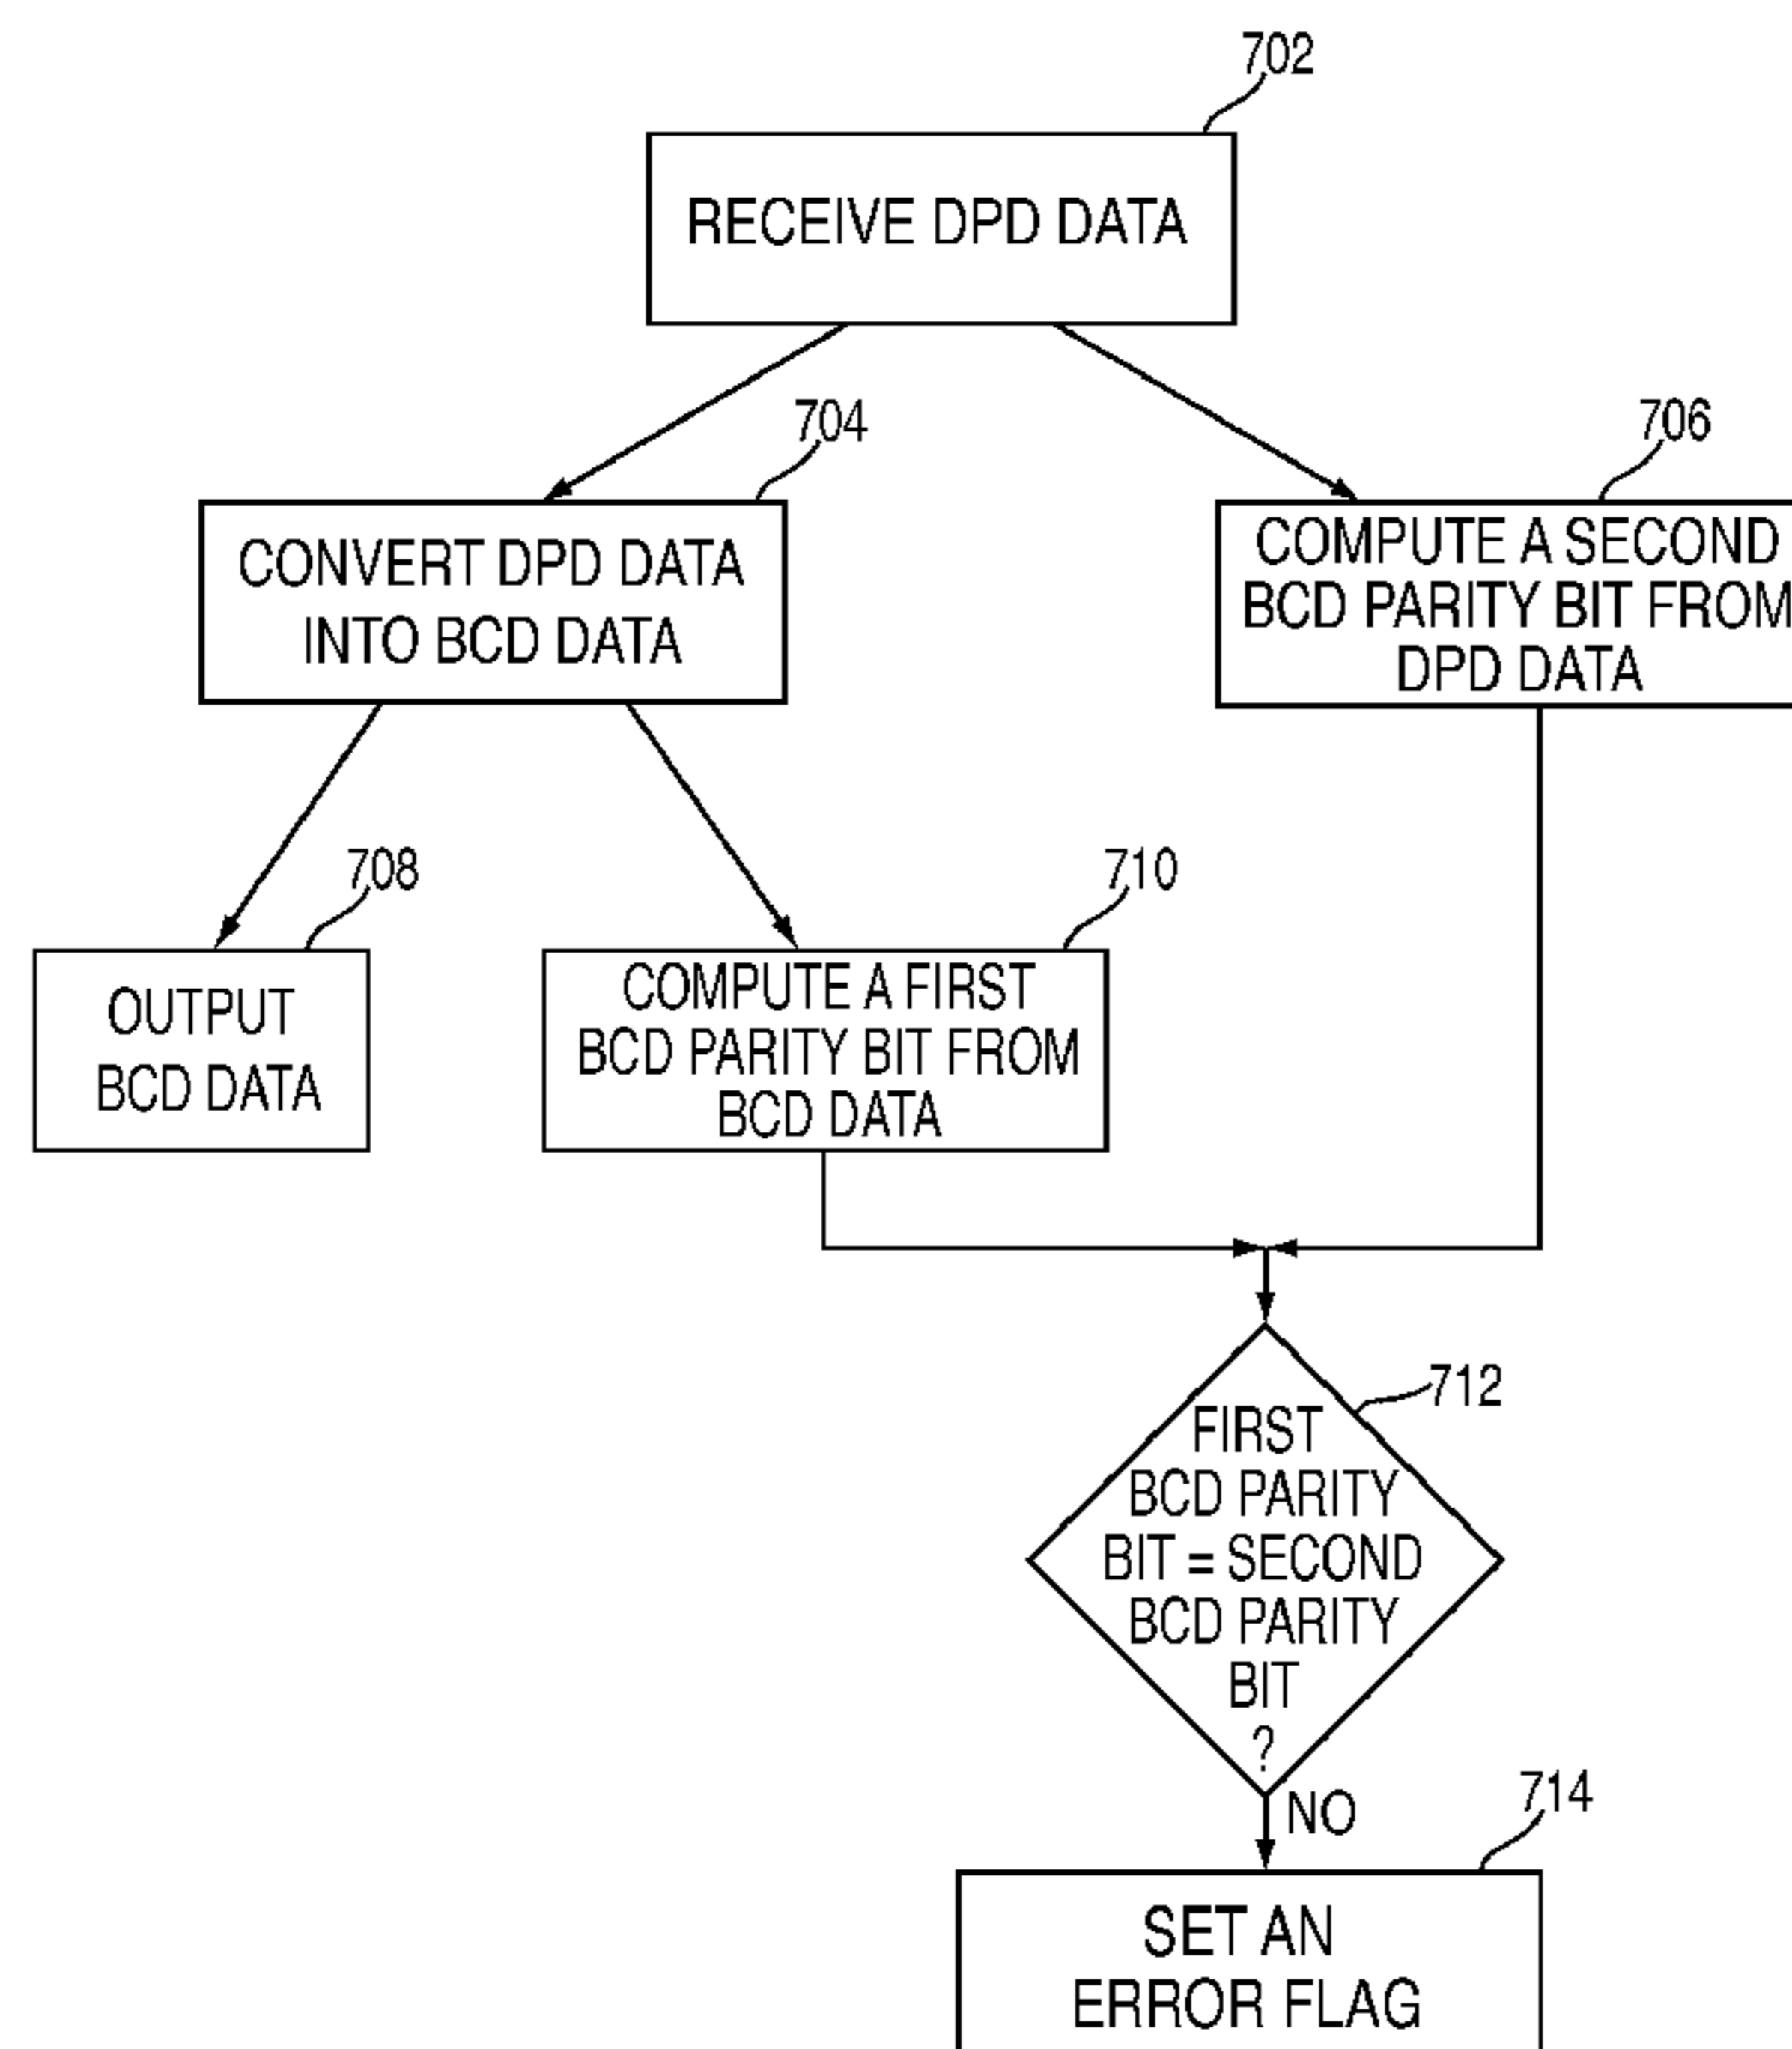 702
RECEIVE DPD DATA
704
706
CONVERT DPD DATA
INTO BCD DATA
COMPUTE A SECOND
BCD PARITY BIT FROM
DPD DATA
708
710
OUTPUT
BCD DATA
COMPUTE A FIRST
BCD PARITY BIT FROM
BCD DATA
712
FIRST
BCD PARITY
BIT = SECOND
BCD PARITY
BIT
?
NO
714
SET AN
ERROR FLAG